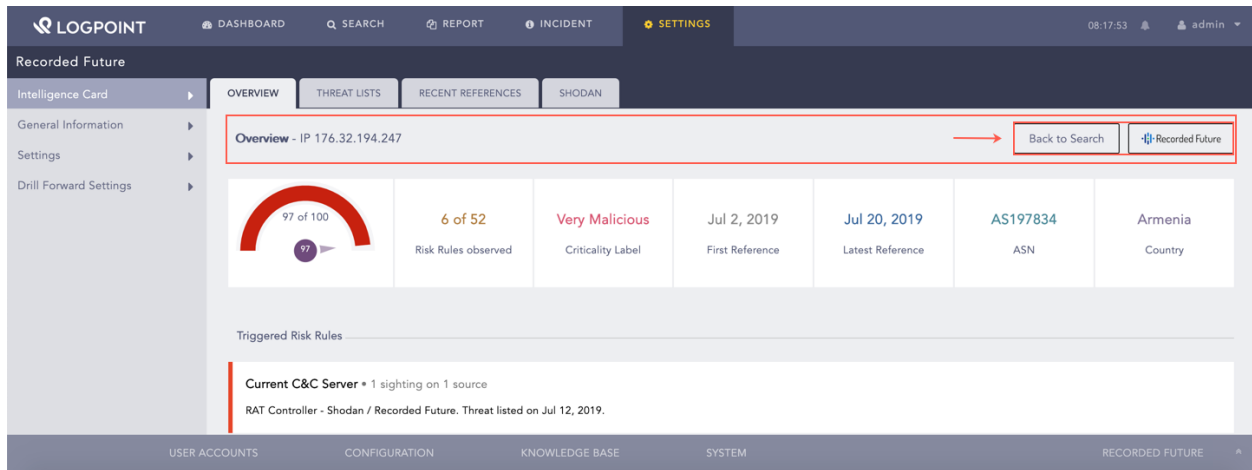 LOGPOINT DASHBOARD SEARCH REPORT INCIDENT SETTINGS 08:17:53 admin
Recorded Future
Intelligence Card
General Information
Settings
Drill Forward Settings
OVERVIEW THREAT LISTS RECENT REFERENCES SHODAN
Overview - IP 176.32.194.247 Back to Search Recorded Future
97 of 100
97
6 of 52
Risk Rules observed
Very Malicious
Criticality Label
Jul 2, 2019
First Reference
Jul 20, 2019
Latest Reference
AS197834
ASN
Armenia
Country
Triggered Risk Rules
Current C&C Server • 1 sighting on 1 source
RAT Controller - Shodan / Recorded Future. Threat listed on Jul 12, 2019.
USER ACCOUNTS CONFIGURATION KNOWLEDGE BASE SYSTEM RECORDED FUTURE